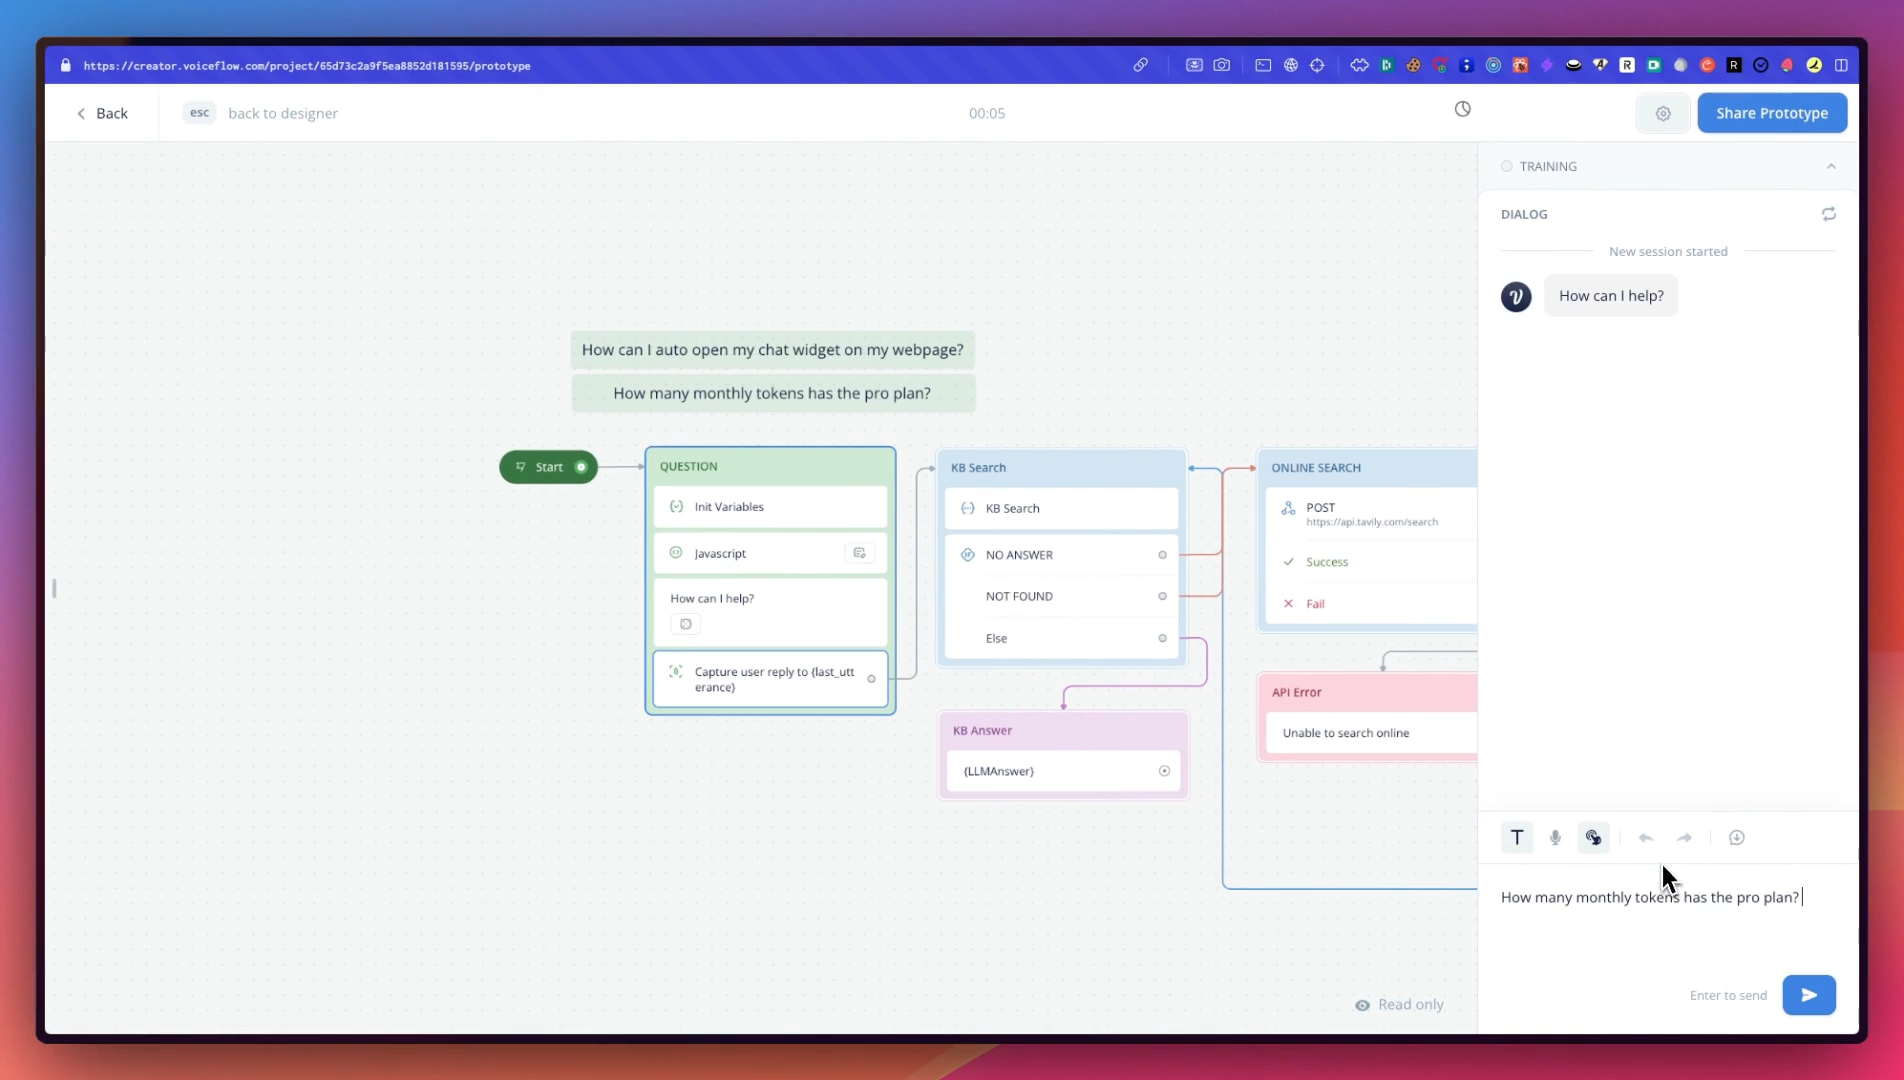 https://creator.voiceflow.com/project/65d73c2a9f5ea8852d181595/prototype
Back
esc
back to designer
00:05
Share Prototype
How can I auto open my chat widget on my webpage?
How many monthly tokens has the pro plan?
Start
QUESTION
Init Variables
Javascript
How can I help?
Capture user reply to {last_utt
erance}
KB Search
KB Search
NO ANSWER
NOT FOUND
Else
KB Answer
{LLMAnswer}
ONLINE SEARCH
POST
https://api.tavily.com/search
Success
Fail
API Error
Unable to search online
Read only
TRAINING
DIALOG
New session started
How can I help?
How many monthly tokens has the pro plan?
Enter to send